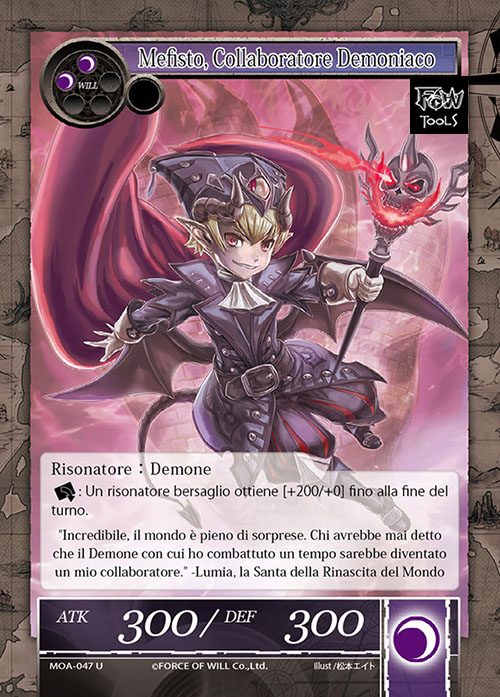 Mefisto, Collaboratore Demoniaco
WILL
FOW
TOOLS
Risonatore : Demone
: Un risonatore bersaglio ottiene [+200/+0] fino alla fine del
turno.
"Incredibile, il mondo è pieno di sorprese. Chi avrebbe mai detto
che il Demone con cui ho combattuto un tempo sarebbe diventato
un mio collaboratore." -Lumia, la Santa della Rinascita del Mondo
ATK 300 / DEF 300
MOA-047 U ©FORCE OF WILL Co.,Ltd. Illust / 松本エイト